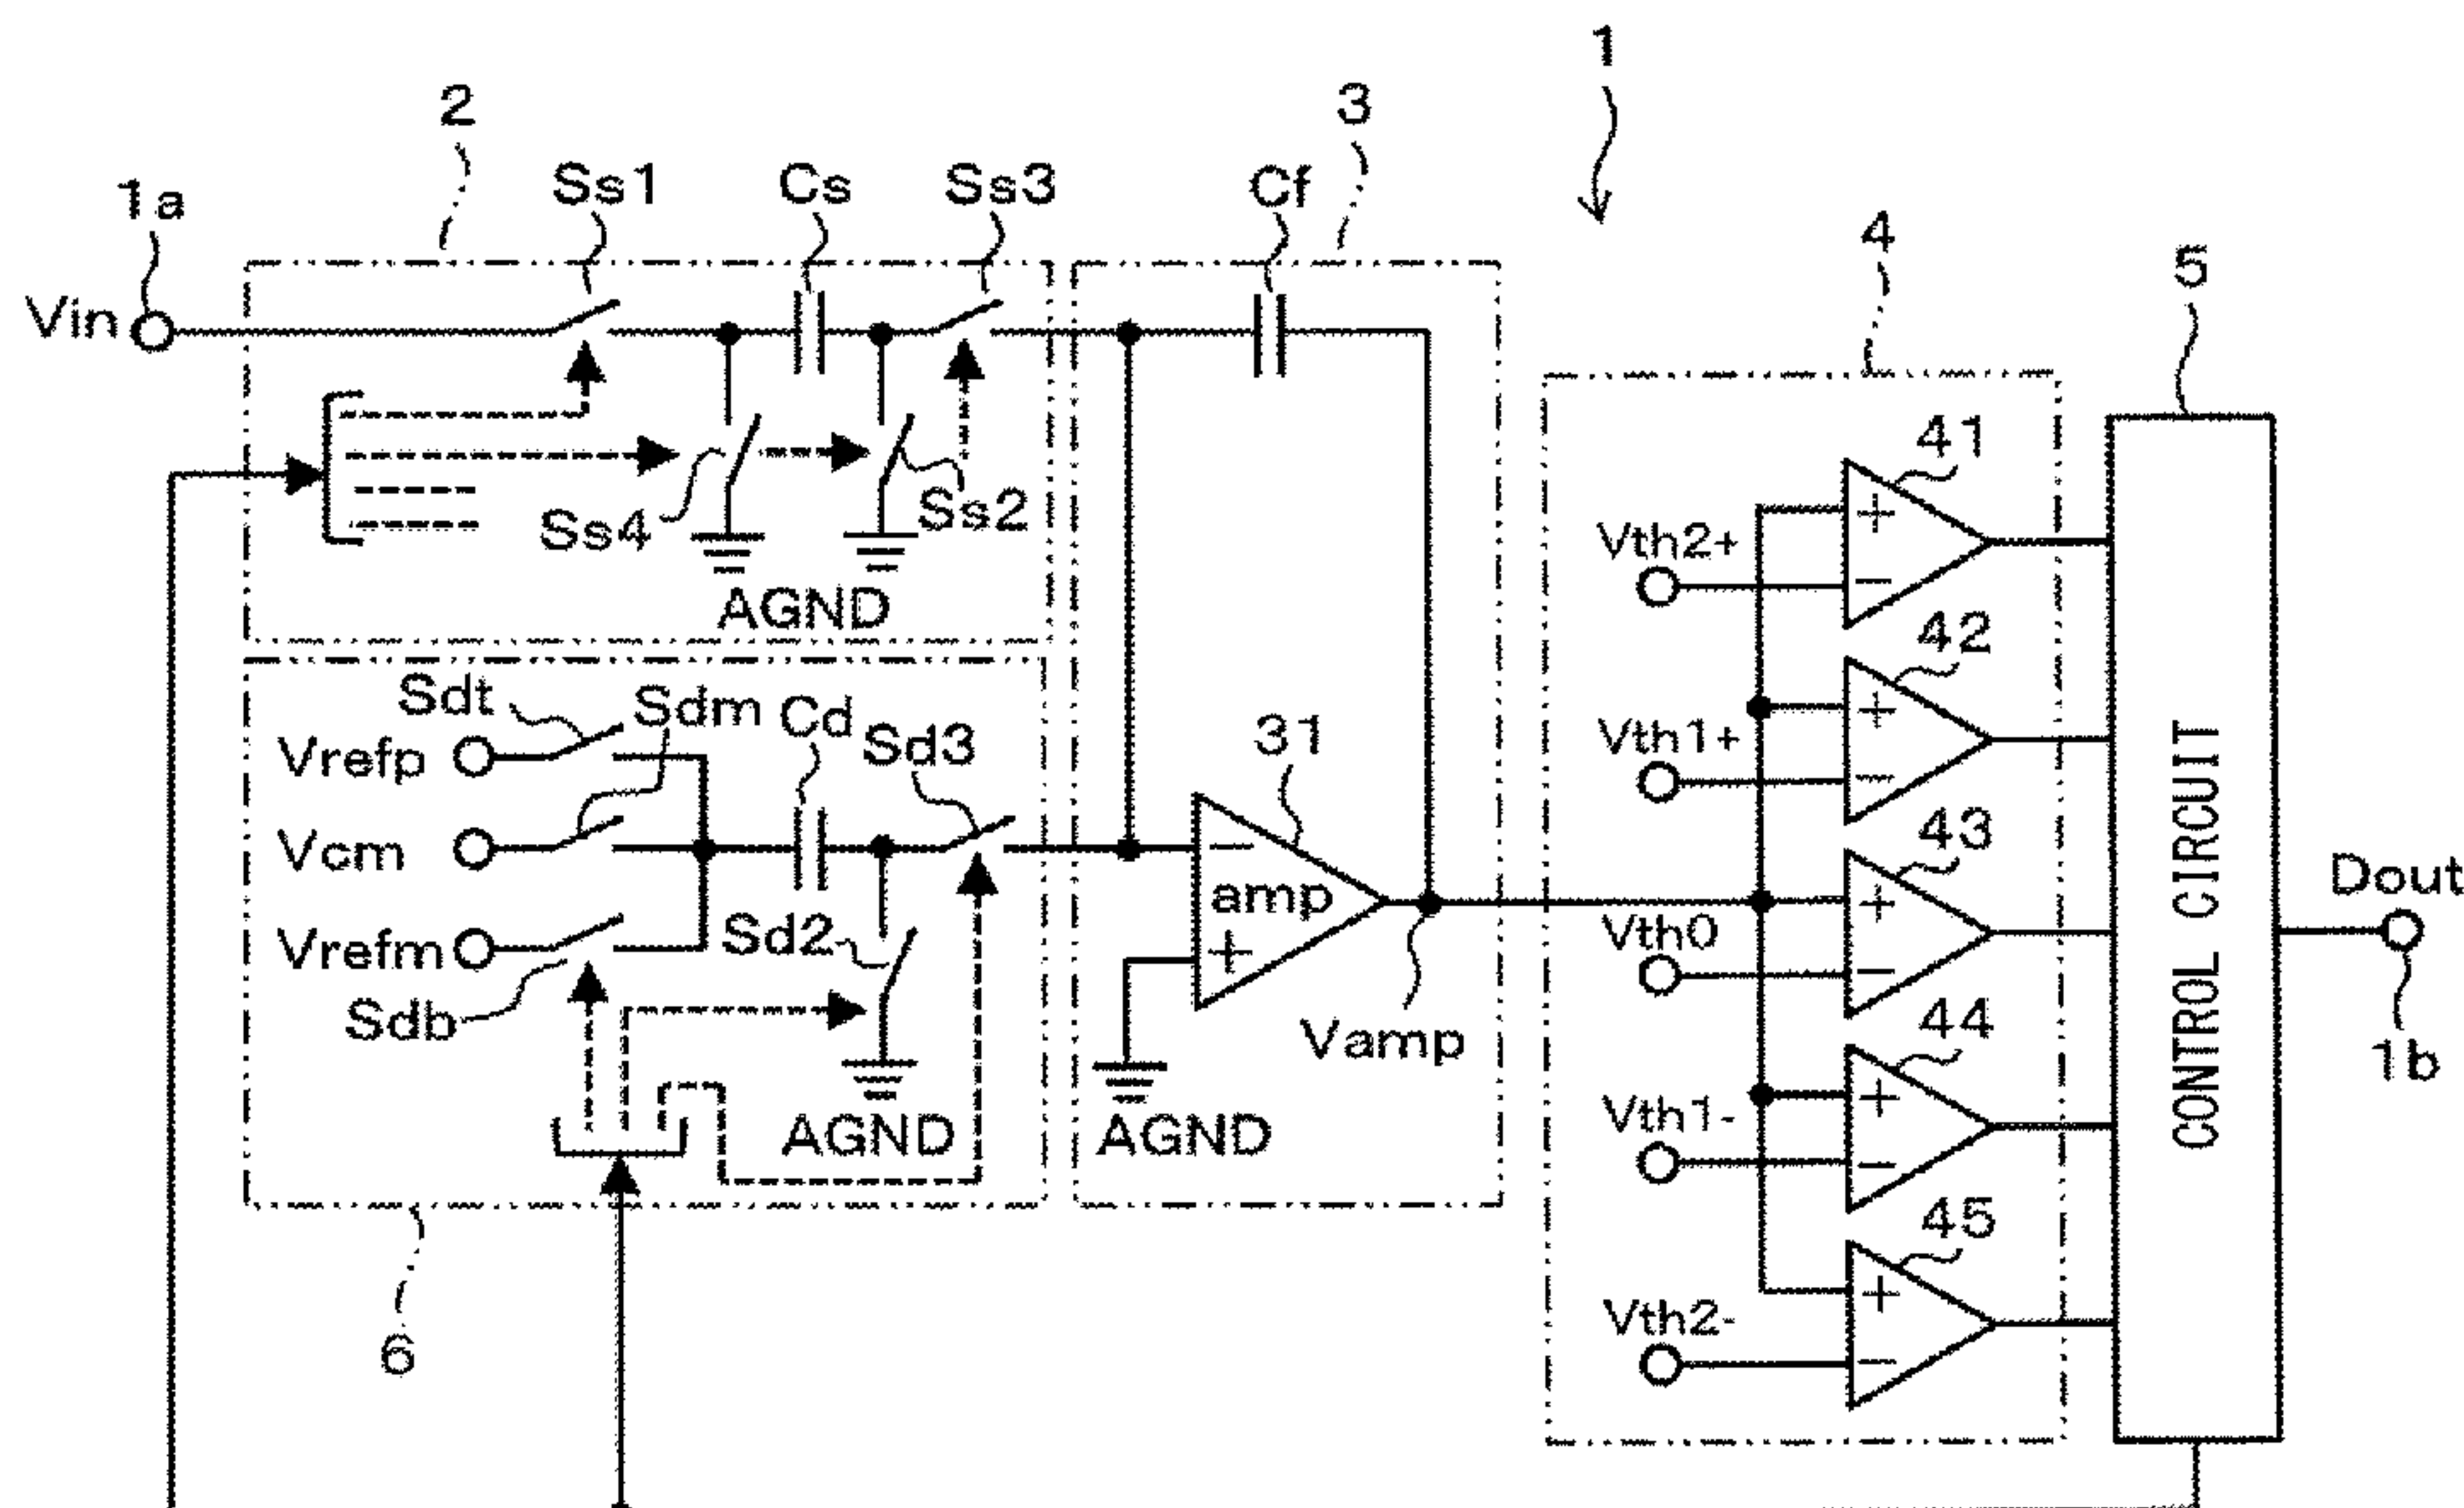 1
2
3
1a
Ss1
Cs
Ss3
Cf
4
5
Vin
41
Ss4
Ss2
Vth2+
+
−
AGND
42
Sdt
Sdm
Cd
Sd3
31
Vth1+
+
−
Vrefp
Vcm
−
amp
+
43
Vth0
+
−
CONTROL CIRCUIT
Dout
Vrefm
Sd2
Sdb
Vamp
44
1b
Vth1-
+
−
AGND
AGND
45
Vth2-
+
−
6